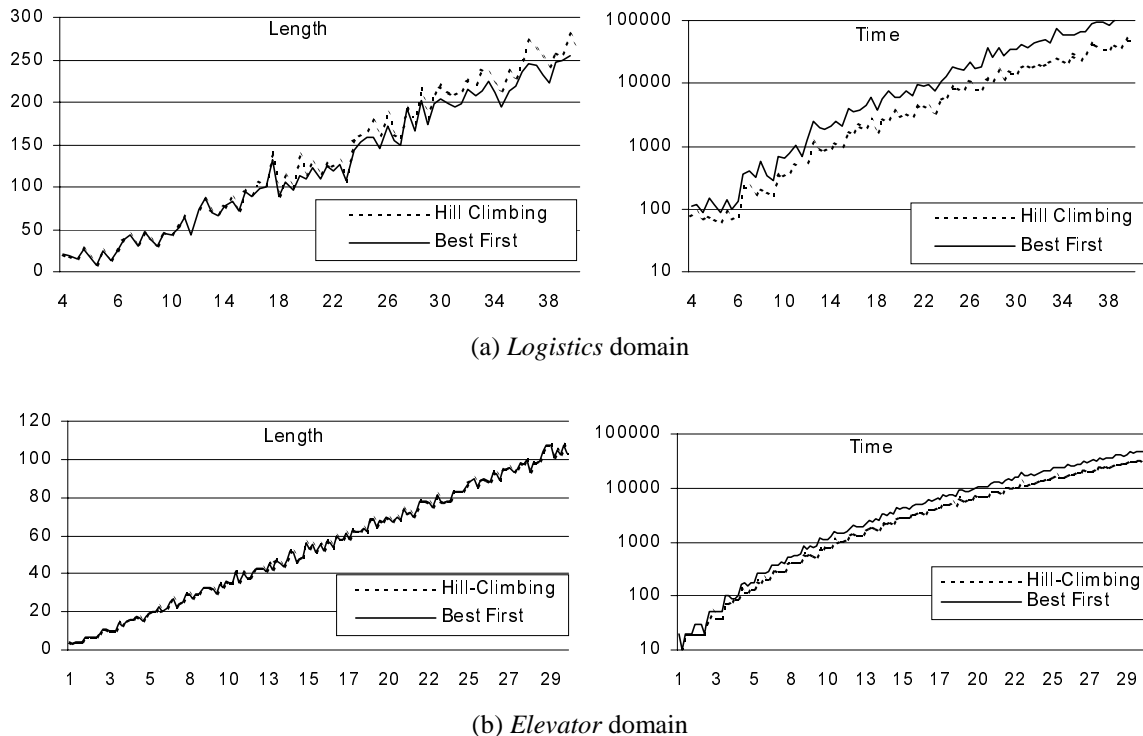 Length
300
250
200
150
100
50
0
4 6 10 14 18 22 26 30 34 38
Hill Climbing
Best First
Time
100000
10000
1000
100
10
4 6 10 14 18 22 26 30 34 38
Hill Climbing
Best First
(a) Logistics domain
Length
120
100
80
60
40
20
0
1 3 5 8 10 13 15 17 20 22 25 27 29
Hill-Climbing
Best First
Time
100000
10000
1000
100
10
1 3 5 8 10 13 15 17 20 22 25 27 29
Hill-Climbing
Best First
(b) Elevator domain